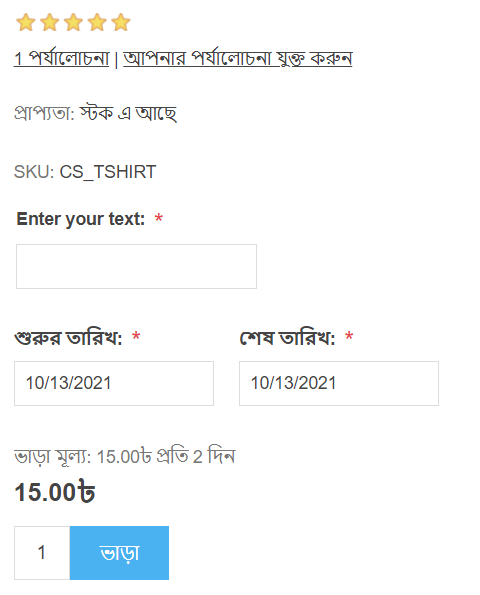 1 পর্যালোচনা | আপনার পর্যালোচনা যুক্ত করুন
প্রাপ্যতা: স্টক এ আছে
SKU: CS_TSHIRT
Enter your text: *
শুরুর তারিখ: * শেষ তারিখ: *
10/13/2021 10/13/2021
ভাড়া মূল্য: 15.00৳ প্রতি 2 দিন
15.00৳
1 ভাড়া